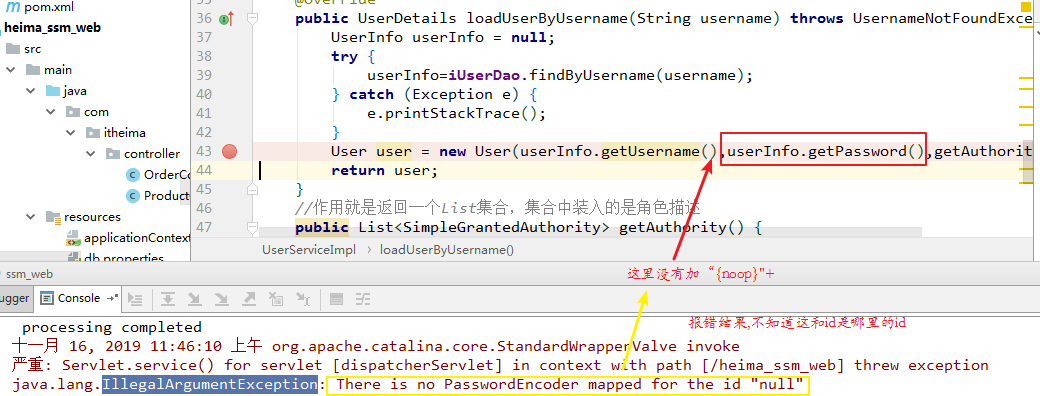 pom.xml
heima_ssm_web
src
main
java
com
itheima
controller
OrderCo
Product
resources
applicationContext
db.properties
36
37
38
39
40
41
42
43
44
45
46
47
@Override
public UserDetails loadUserByUsername(String username) throws UsernameNotFoundExce
UserInfo userInfo = null;
try {
userInfo=iUserDao.findByUsername(username);
} catch (Exception e) {
e.printStackTrace();
}
User user = new User(userInfo.getUsername(),userInfo.getPassword(),getAuthorit
return user;
}
//作用就是返回一个List集合，集合中装入的是角色描述
public List<SimpleGrantedAuthority> getAuthority() {
UserServiceImpl › loadUserByUsername()
这里没有加“{noop}"+
ssm_web
ugger
Console
报错结果,不知道这和id是哪里的id
processing completed
十一月 16, 2019 11:46:10 上午 org.apache.catalina.core.StandardWrapperValve invoke
严重: Servlet.service() for servlet [dispatcherServlet] in context with path [/heima_ssm_web] threw exception
java.lang.IllegalArgumentException: There is no PasswordEncoder mapped for the id "null"